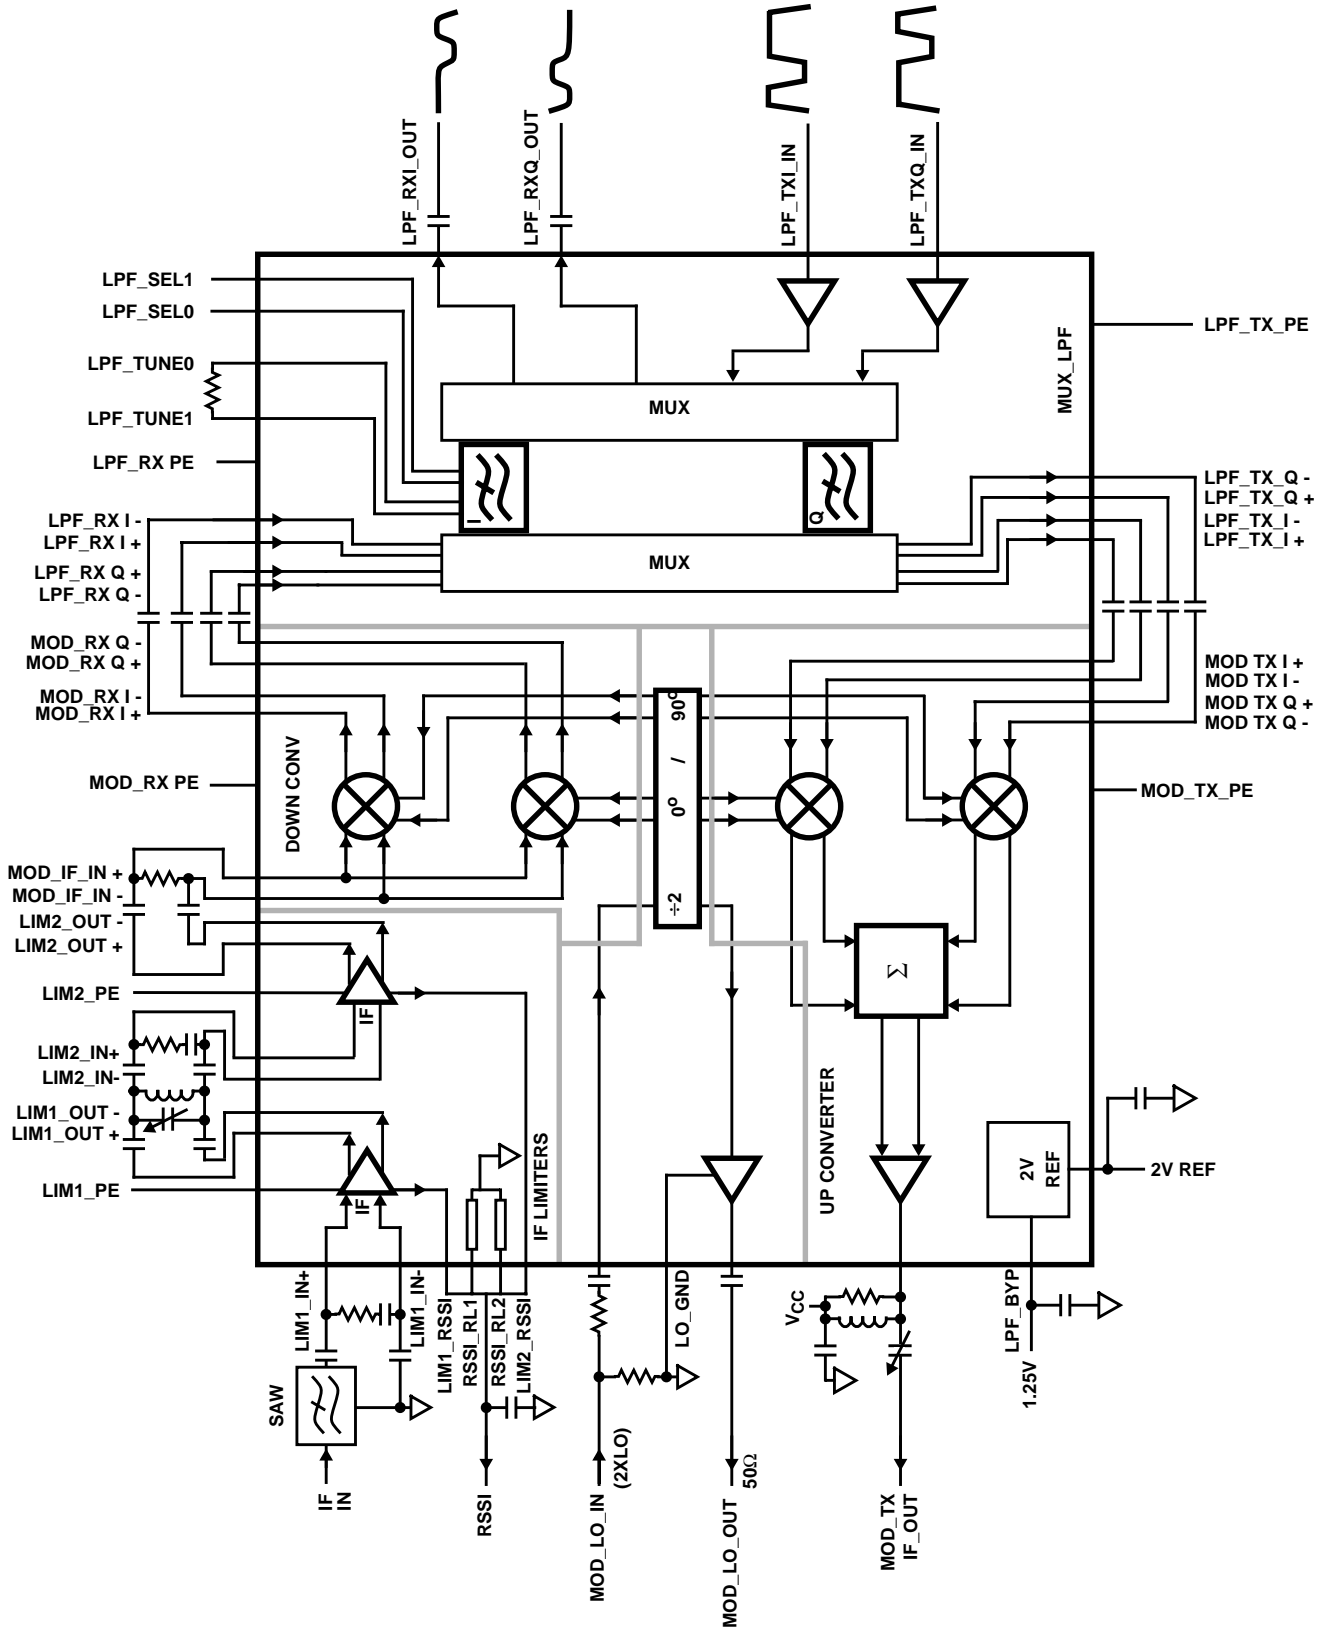 LPF_RXI_OUT
LPF_RXQ_OUT
LPF_TXI_IN
LPF_TXQ_IN
LPF_SEL1
LPF_SEL0
LPF_TUNE0
LPF_TUNE1
LPF_RX PE
LPF_RX I -
LPF_RX I +
LPF_RX Q +
LPF_RX Q -
MOD_RX Q -
MOD_RX Q +
MOD_RX I -
MOD_RX I +
MOD_RX PE
MOD_IF_IN +
MOD_IF_IN -
LIM2_OUT -
LIM2_OUT +
LIM2_PE
LIM2_IN+
LIM2_IN-
LIM1_OUT -
LIM1_OUT +
LIM1_PE
MUX
I
Q
MUX
MUX_LPF
LPF_TX_PE
LPF_TX_Q -
LPF_TX_Q +
LPF_TX_I -
LPF_TX_I +
MOD TX I +
MOD TX I -
MOD TX Q +
MOD TX Q -
MOD_TX_PE
DOWN CONV
÷2 0º / 90º
Σ
IF
IF
IF LIMITERS
UP CONVERTER
2V
REF
2V REF
LIM1_IN+
LIM1_IN-
LIM1_RSSI
RSSI_RL1
RSSI_RL2
LIM2_RSSI
LO_GND
VCC
LPF_BYP
1.25V
SAW
IF
IN
RSSI
MOD_LO_IN
(2XLO)
MOD_LO_OUT
50Ω
MOD_TX
IF_OUT